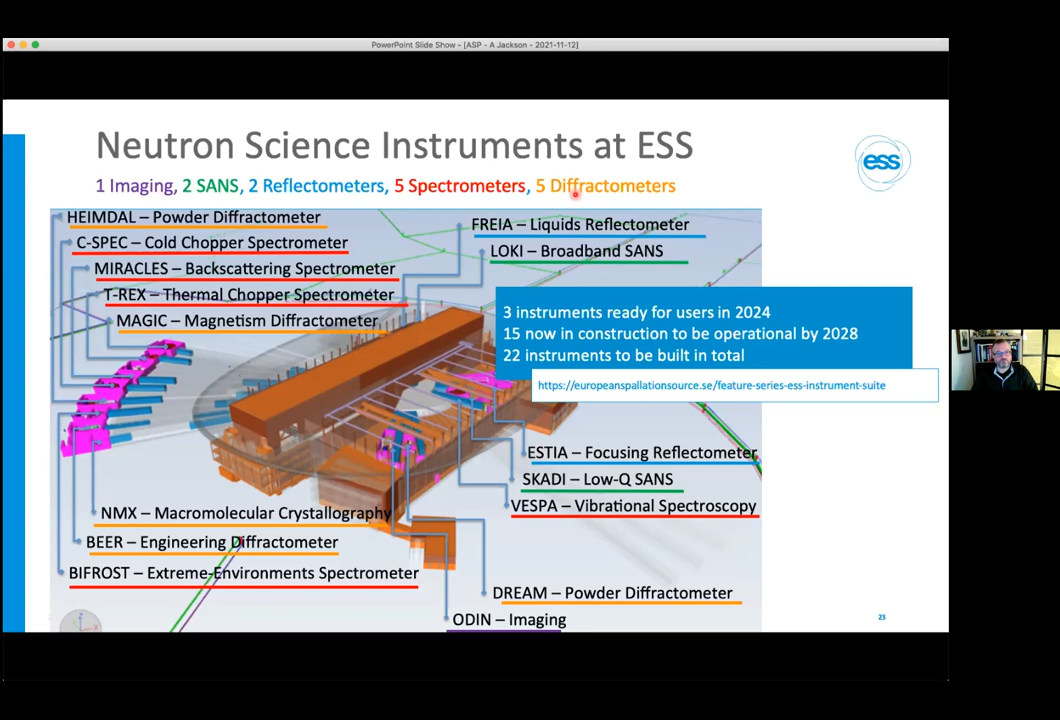 PowerPoint Slide Show - [ASP - A Jackson - 2021-11-12]
Neutron Science Instruments at ESS
ess
1 Imaging, 2 SANS, 2 Reflectometers, 5 Spectrometers, 5 Diffractometers
HEIMDAL – Powder Diffractometer
C-SPEC – Cold Chopper Spectrometer
MIRACLES – Backscattering Spectrometer
T-REX – Thermal Chopper Spectrometer
MAGIC – Magnetism Diffractometer
FREIA – Liquids Reflectometer
LOKI – Broadband SANS
3 instruments ready for users in 2024
15 now in construction to be operational by 2028
22 instruments to be built in total
https://europeanspallationsource.se/feature-series-ess-instrument-suite
ESTIA – Focusing Reflectometer
SKADI – Low-Q SANS
VESPA – Vibrational Spectroscopy
NMX – Macromolecular Crystallography
BEER – Engineering Diffractometer
BIFROST – Extreme-Environments Spectrometer
DREAM – Powder Diffractometer
ODIN – Imaging
23